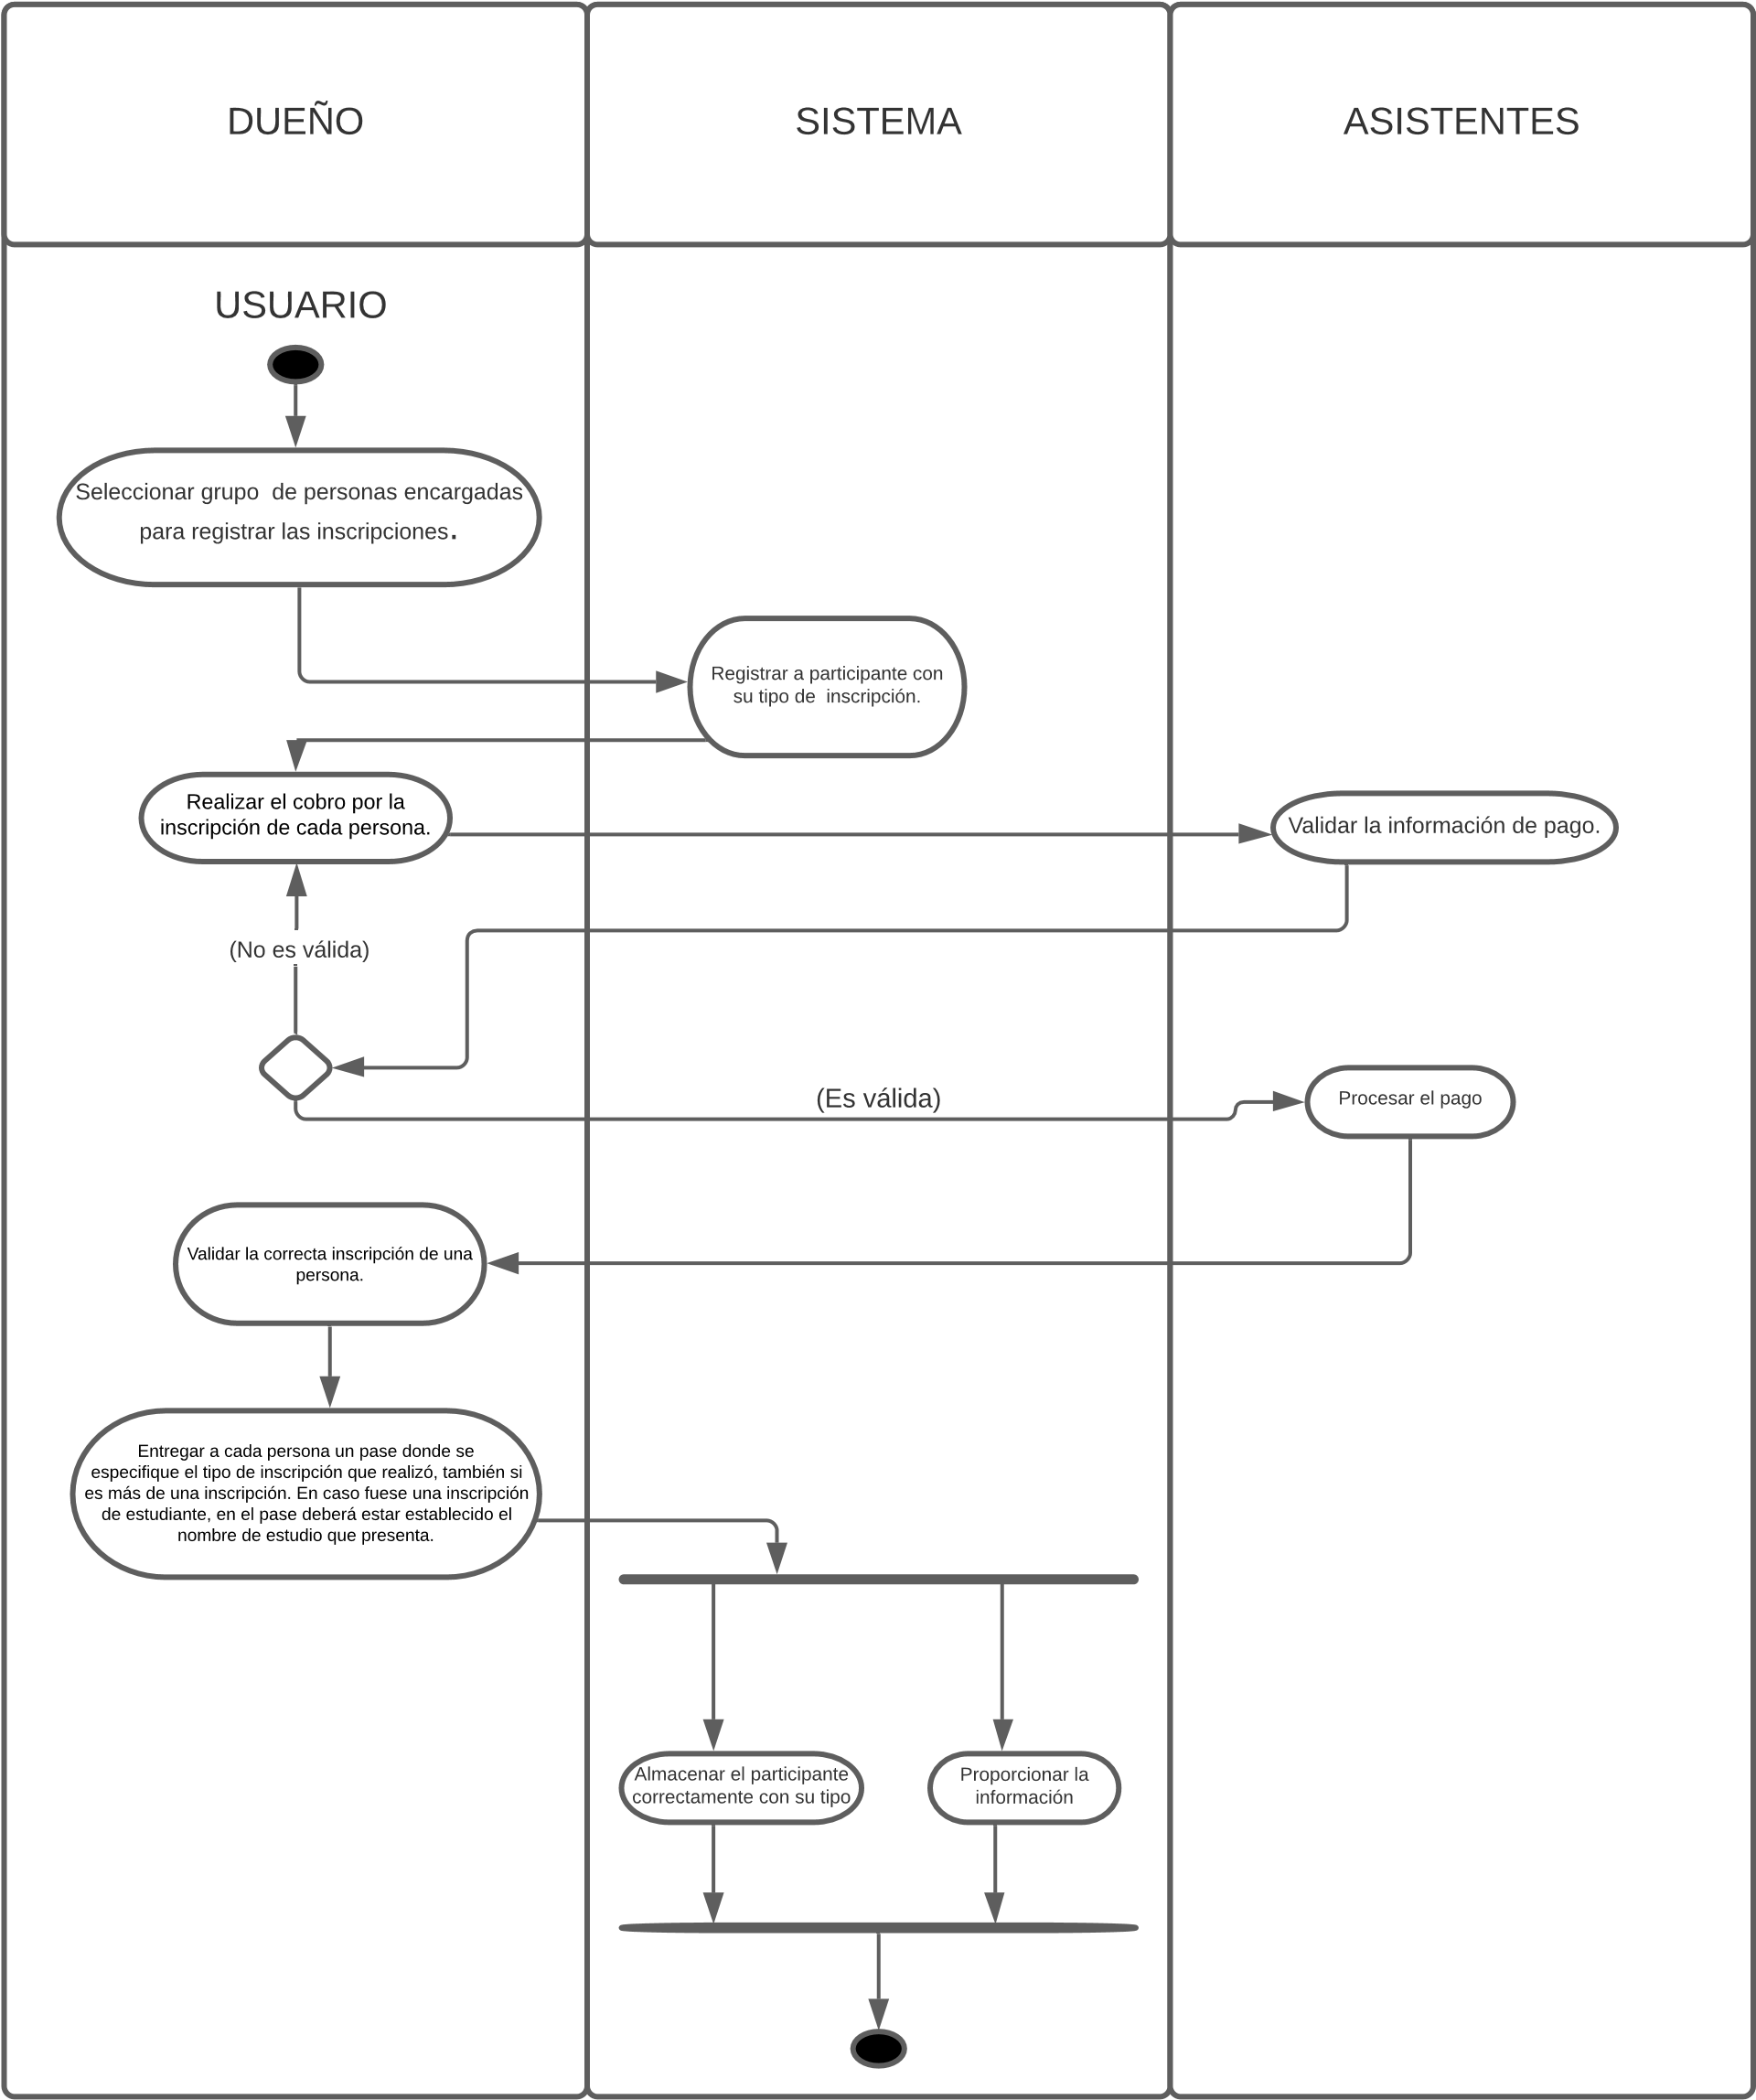 DUEÑO
SISTEMA
ASISTENTES
USUARIO
Seleccionar grupo  de personas encargadas
para registrar las inscripciones.
Registrar a participante con
su tipo de  inscripción.
Realizar el cobro por la
inscripción de cada persona.
Validar la información de pago.
(No es válida)
(Es válida)
Procesar el pago
Validar la correcta inscripción de una
persona.
Entregar a cada persona un pase donde se
especifique el tipo de inscripción que realizó, también si
es más de una inscripción. En caso fuese una inscripción
de estudiante, en el pase deberá estar establecido el
nombre de estudio que presenta.
Almacenar el participante
correctamente con su tipo
Proporcionar la
información